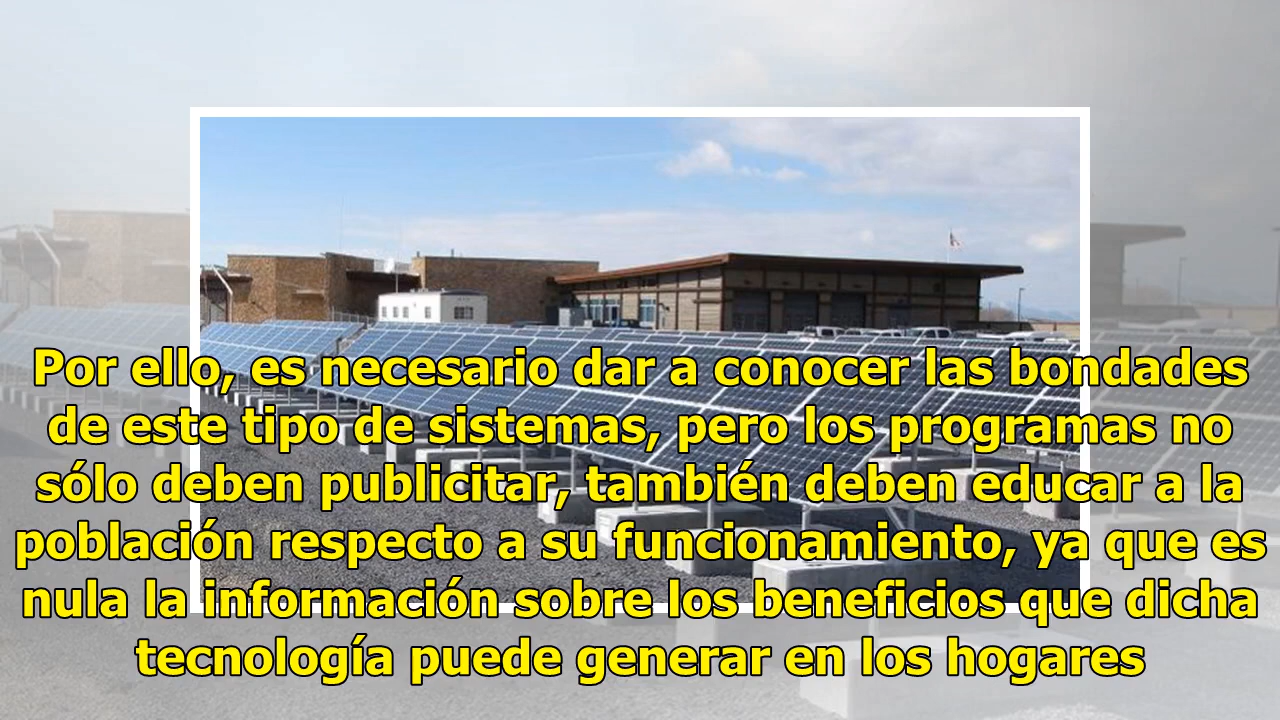 Por ello, es necesario dar a conocer las bondades
de este tipo de sistemas, pero los programas no
sólo deben publicitar, también deben educar a la
población respecto a su funcionamiento, ya que es
nula la información sobre los beneficios que dicha
tecnología puede generar en los hogares